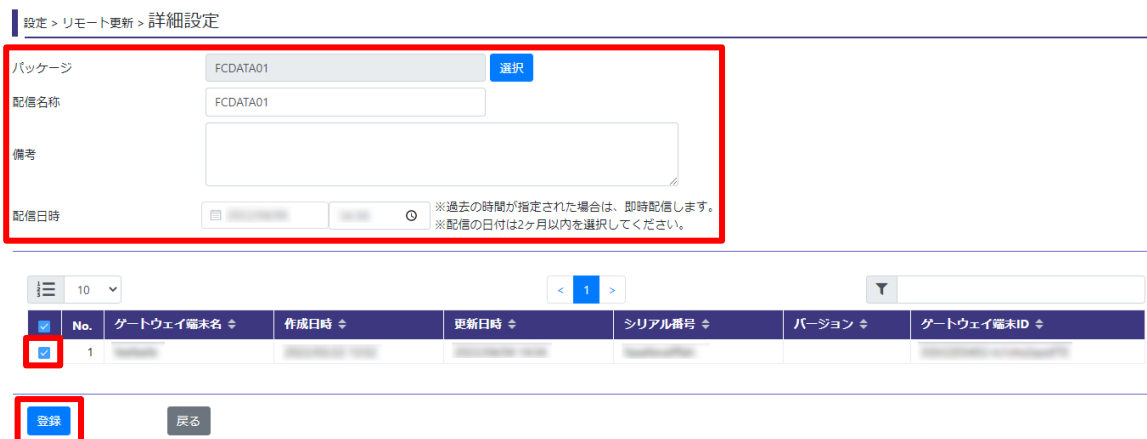 設定 > リモート更新 > 詳細設定
パッケージ FCDATA01 選択
配信名称 FCDATA01
備考
配信日時 ※過去の時間が指定された場合は、即時配信します。
※配信の日付は2ヶ月以内を選択してください。
10 < 1 >
No. ゲートウェイ端末名 作成日時 更新日時 シリアル番号 バージョン ゲートウェイ端末ID
1
登録 戻る